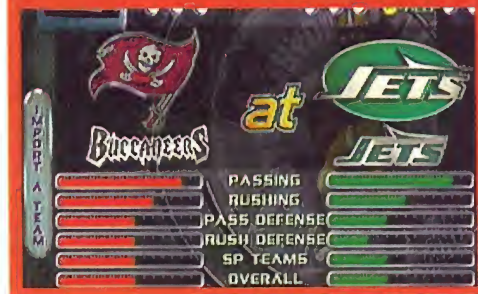 JETS
at
BUCCANEERS
JETS
IMPORT A TEAM
PASSING
RUSHING
PASS DEFENSE
RUSH DEFENSE
SP TEAMS
OVERALL